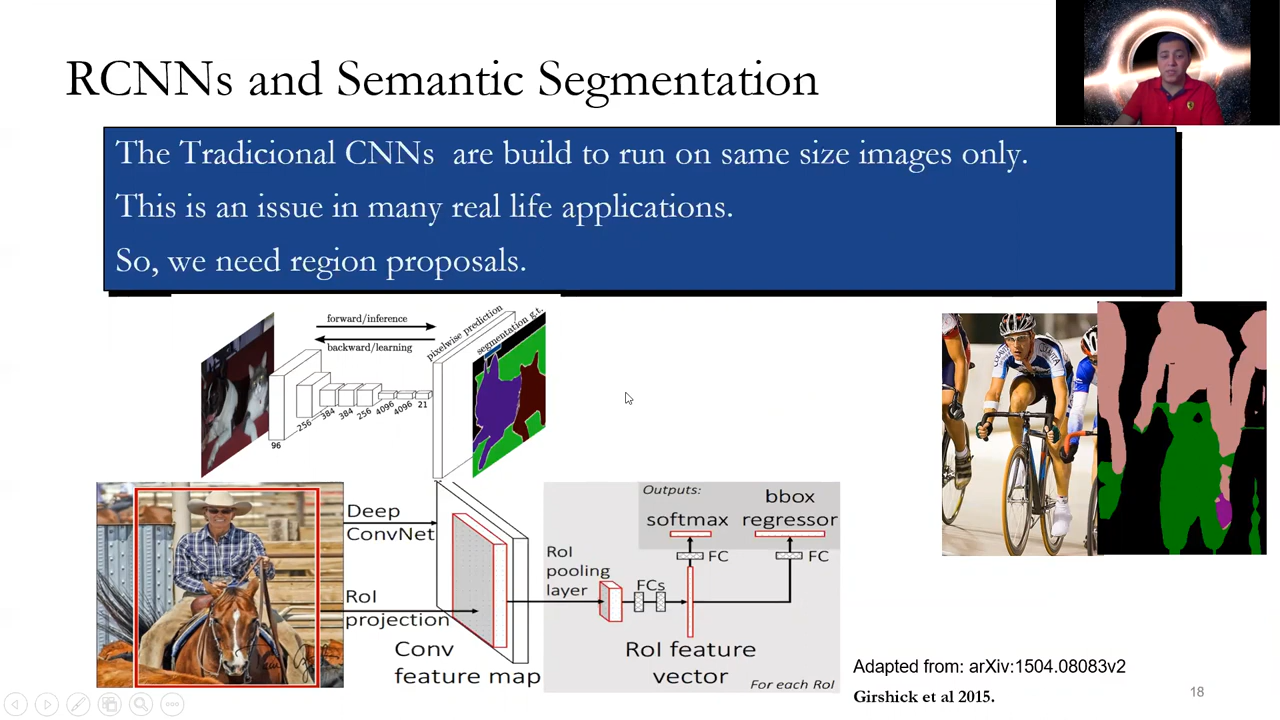 RCNNs and Semantic Segmentation
The Tradicional CNNs are build to run on same size images only.
This is an issue in many real life applications.
So, we need region proposals.
forward/inference
backward/learning
pixelwise prediction
segmentation g.t.
96
256
384
384
256
4096
4096
21
Deep
ConvNet
RoI
projection
Conv
feature map
RoI
pooling
layer
FCs
RoI feature
vector
For each RoI
Outputs:
softmax
bbox
regressor
FC
FC
Adapted from: arXiv:1504.08083v2
Girshick et al 2015.
18